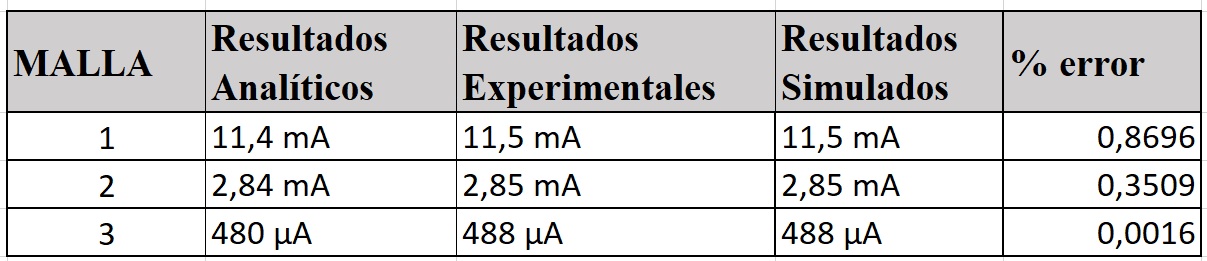 MALLA Resultados Analíticos Resultados Experimentales Resultados Simulados % error
1 11,4 mA 11,5 mA 11,5 mA 0,8696
2 2,84 mA 2,85 mA 2,85 mA 0,3509
3 480 µA 488 µA 488 µA 0,0016